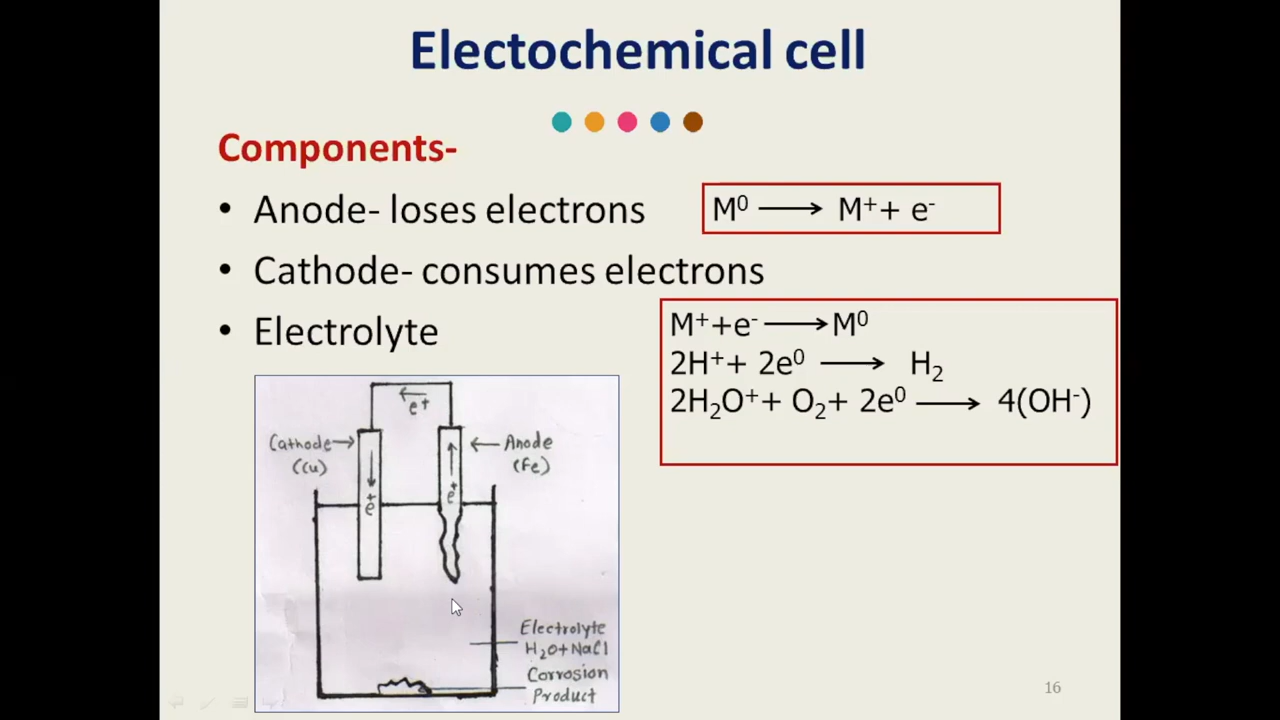 Electochemical cell
Components-
• Anode- loses electrons
M⁰ ⟶ M⁺+ e⁻
• Cathode- consumes electrons
• Electrolyte
M⁺+e⁻⟶M⁰
2H⁺+ 2e⁰ ⟶ H₂
2H₂O⁺+ O₂+ 2e⁰ ⟶ 4(OH⁻)
e⁺
Cathode
(Cu)
Anode
(Fe)
e⁺
e⁺
Electrolyte
H₂O+NaCl
Corrosion
Product
16